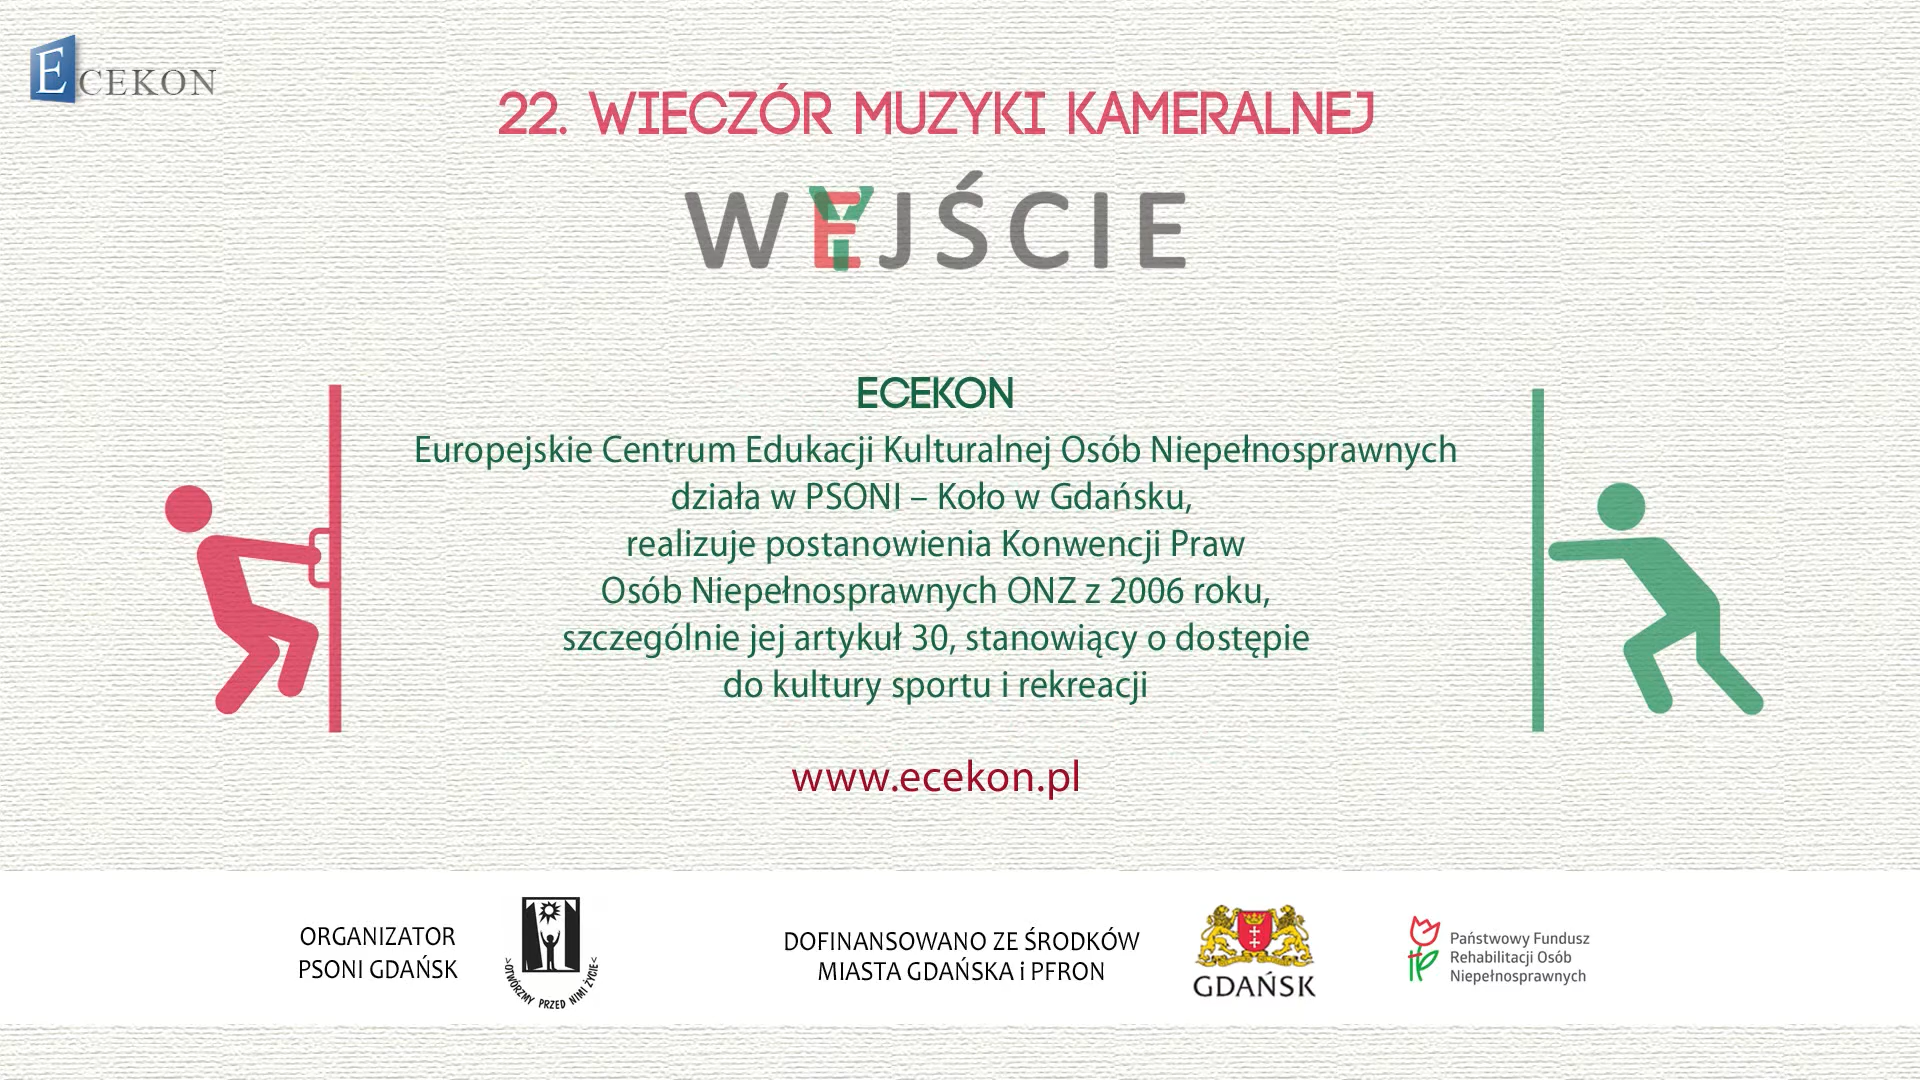 ECEKON
22. WIECZÓR MUZYKI KAMERALNEJ
WEYJŚCIE
ECEKON
Europejskie Centrum Edukacji Kulturalnej Osób Niepełnosprawnych
działa w PSONI – Koło w Gdańsku,
realizuje postanowienia Konwencji Praw
Osób Niepełnosprawnych ONZ z 2006 roku,
szczególnie jej artykuł 30, stanowiący o dostępie
do kultury sportu i rekreacji
www.ecekon.pl
ORGANIZATOR
PSONI GDAŃSK
>OTWÓRZMY PRZED NIMI ŻYCIE<
DOFINANSOWANO ZE ŚRODKÓW
MIASTA GDAŃSKA i PFRON
GDAŃSK
Państwowy Fundusz
Rehabilitacji Osób
Niepełnosprawnych